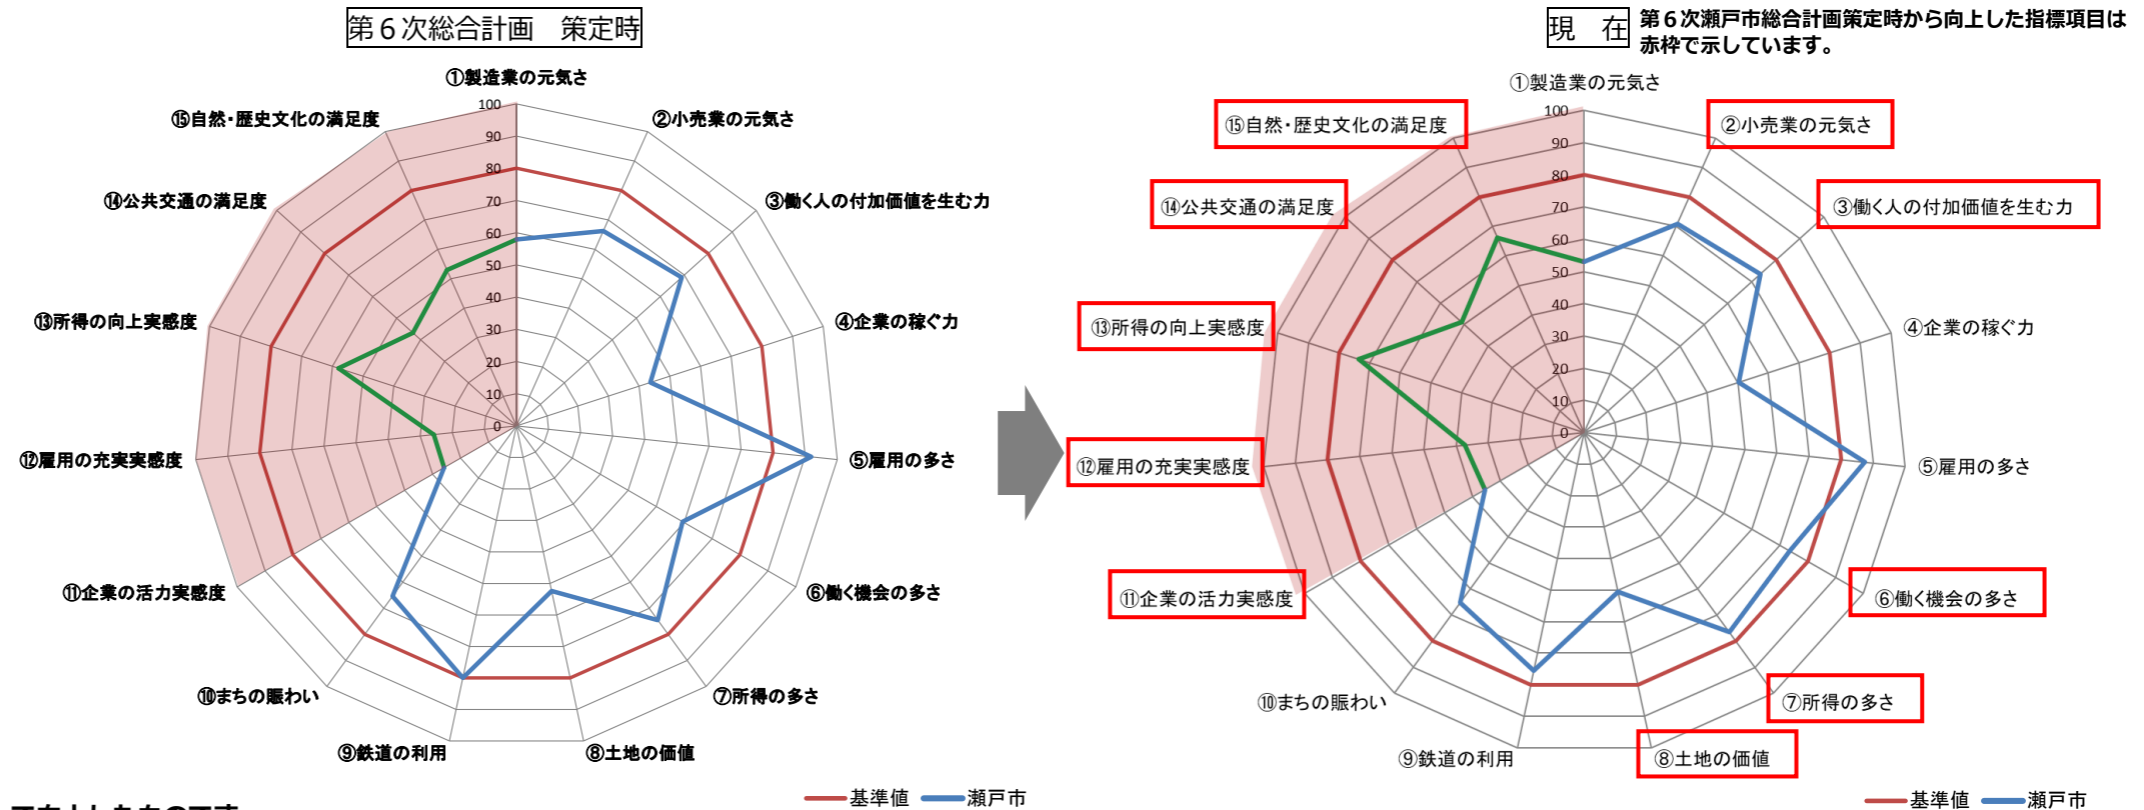 第６次総合計画　策定時
①製造業の元気さ
②小売業の元気さ
③働く人の付加価値を生む力
④企業の稼ぐ力
⑤雇用の多さ
⑥働く機会の多さ
⑦所得の多さ
⑧土地の価値
⑨鉄道の利用
⑩まちの賑わい
⑪企業の活力実感度
⑫雇用の充実実感度
⑬所得の向上実感度
⑭公共交通の満足度
⑮自然・歴史文化の満足度
100
90
80
70
60
50
40
30
20
10
0
基準値
瀬戸市
現　在
第６次瀬戸市総合計画策定時から向上した指標項目は
赤枠で示しています。
①製造業の元気さ
②小売業の元気さ
③働く人の付加価値を生む力
④企業の稼ぐ力
⑤雇用の多さ
⑥働く機会の多さ
⑦所得の多さ
⑧土地の価値
⑨鉄道の利用
⑩まちの賑わい
⑪企業の活力実感度
⑫雇用の充実実感度
⑬所得の向上実感度
⑭公共交通の満足度
⑮自然・歴史文化の満足度
100
90
80
70
60
50
40
30
20
10
0
基準値
瀬戸市